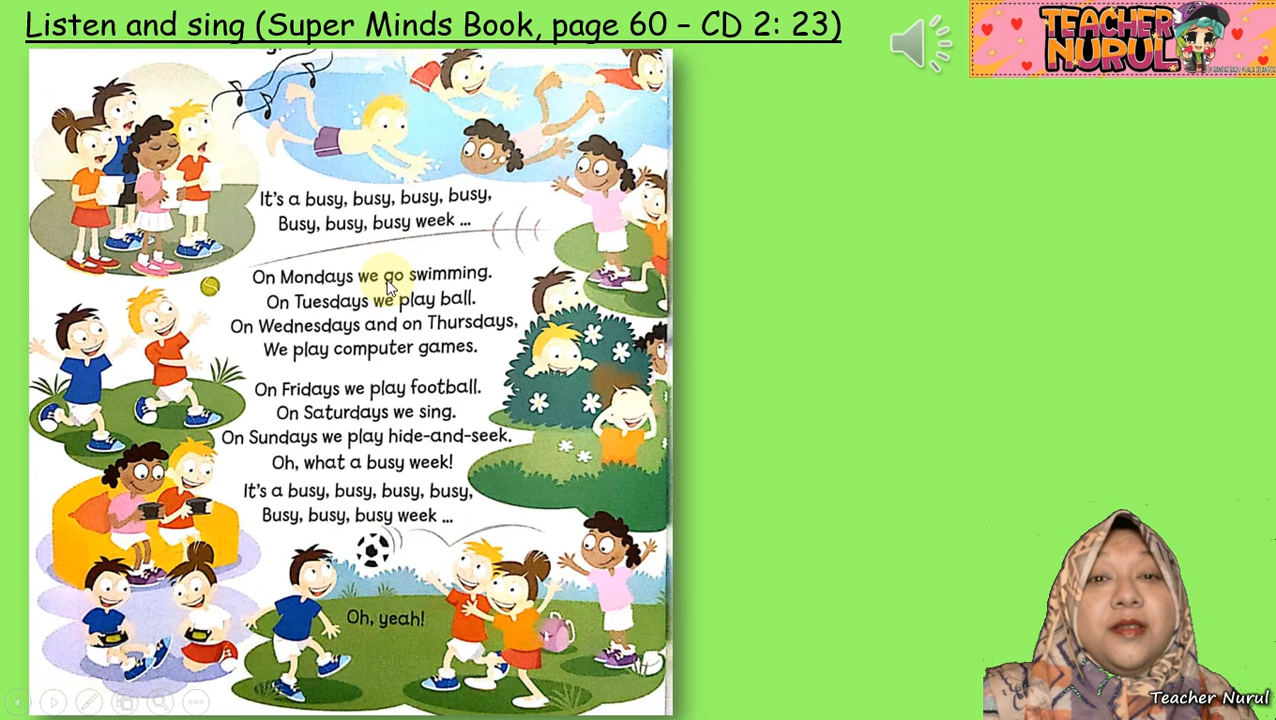 Listen and sing (Super Minds Book, page 60 – CD 2: 23)
TEACHER
NURUL
It's a busy, busy, busy, busy,
Busy, busy, busy week ...
On Mondays we go swimming.
On Tuesdays we play ball.
On Wednesdays and on Thursdays,
We play computer games.
On Fridays we play football.
On Saturdays we sing.
On Sundays we play hide-and-seek.
Oh, what a busy week!
It's a busy, busy, busy, busy,
Busy, busy, busy week ...
Oh, yeah!
Teacher Nurul